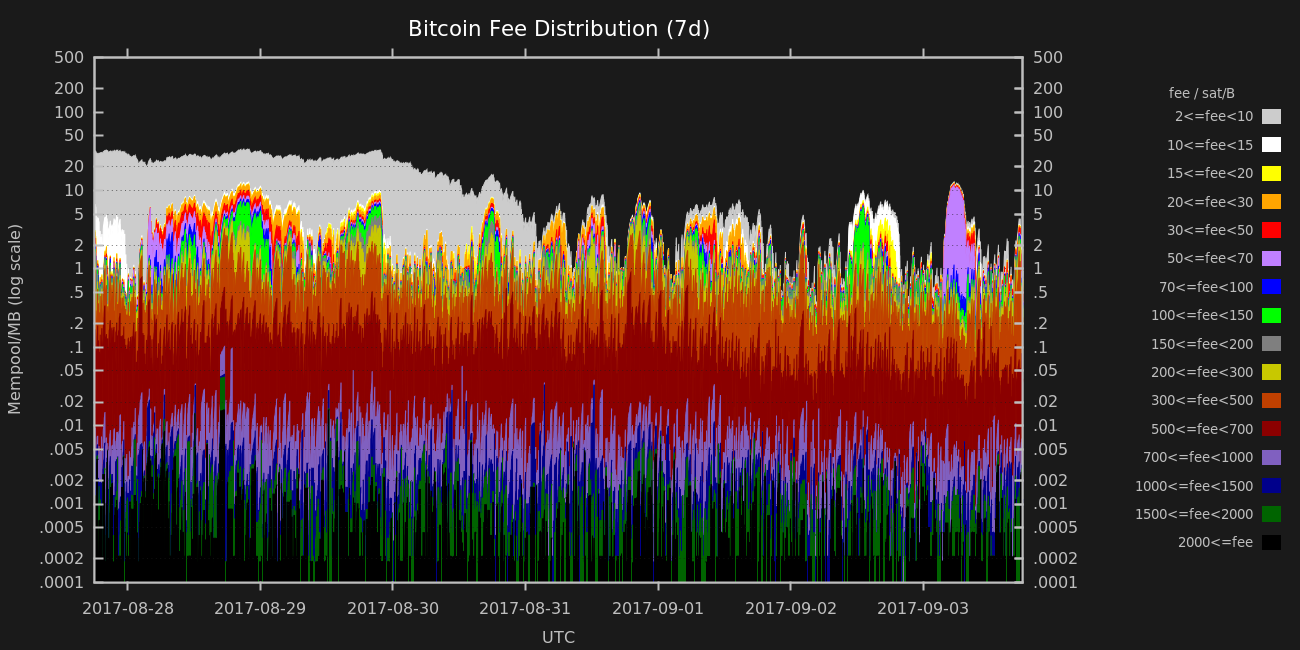 Bitcoin Fee Distribution (7d)
500
200
100
50
20
10
5
2
1
.5
.2
.1
.05
.02
.01
.005
.002
.001
.0005
.0002
.0001
Mempool/MB (log scale)
500
200
100
50
20
10
5
2
1
.5
.2
.1
.05
.02
.01
.005
.002
.001
.0005
.0002
.0001
2017-08-28 2017-08-29 2017-08-30 2017-08-31 2017-09-01 2017-09-02 2017-09-03
UTC
fee / sat/B
2<=fee<10
10<=fee<15
15<=fee<20
20<=fee<30
30<=fee<50
50<=fee<70
70<=fee<100
100<=fee<150
150<=fee<200
200<=fee<300
300<=fee<500
500<=fee<700
700<=fee<1000
1000<=fee<1500
1500<=fee<2000
2000<=fee